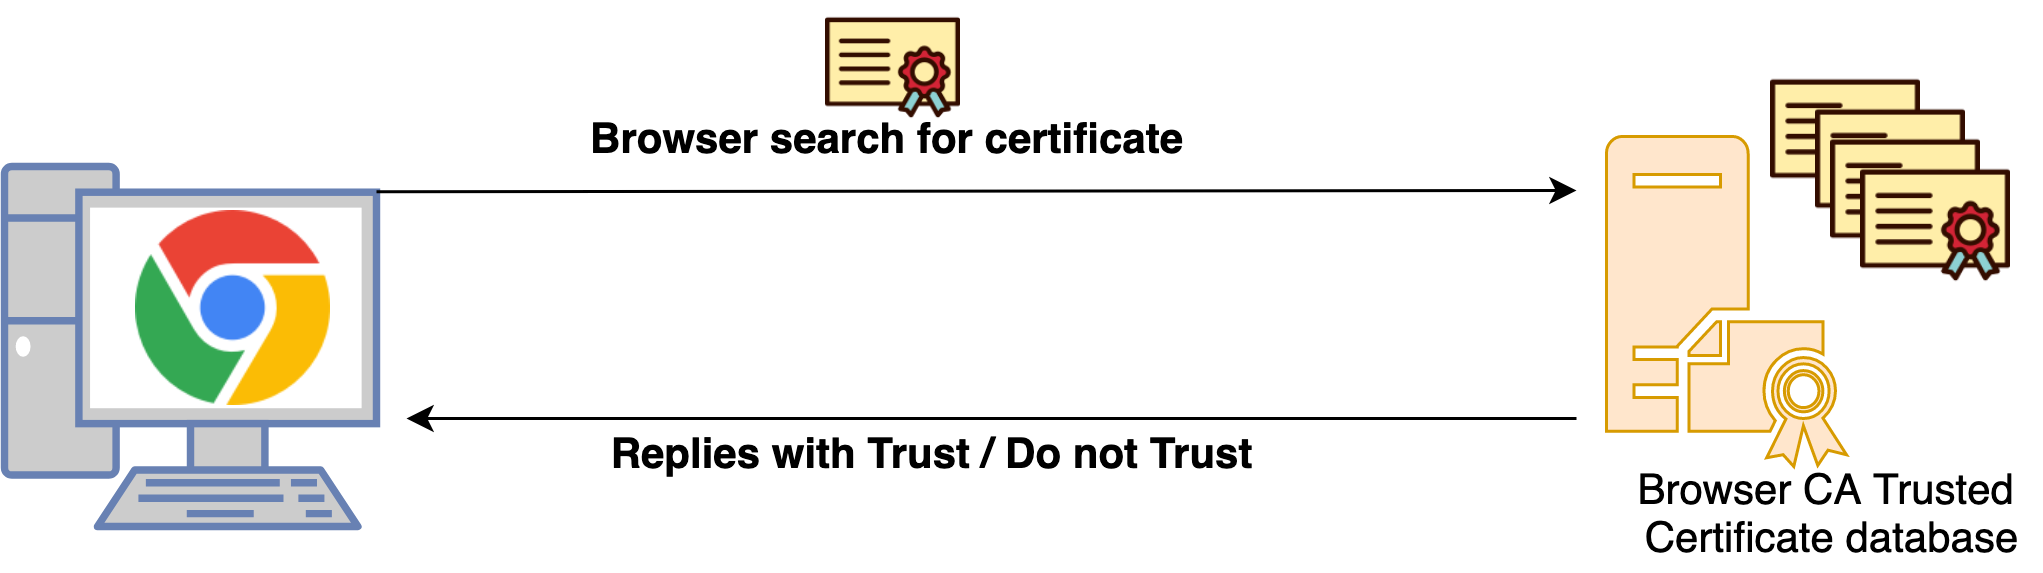 Browser search for certificate
Replies with Trust / Do not Trust
Browser CA Trusted
Certificate database